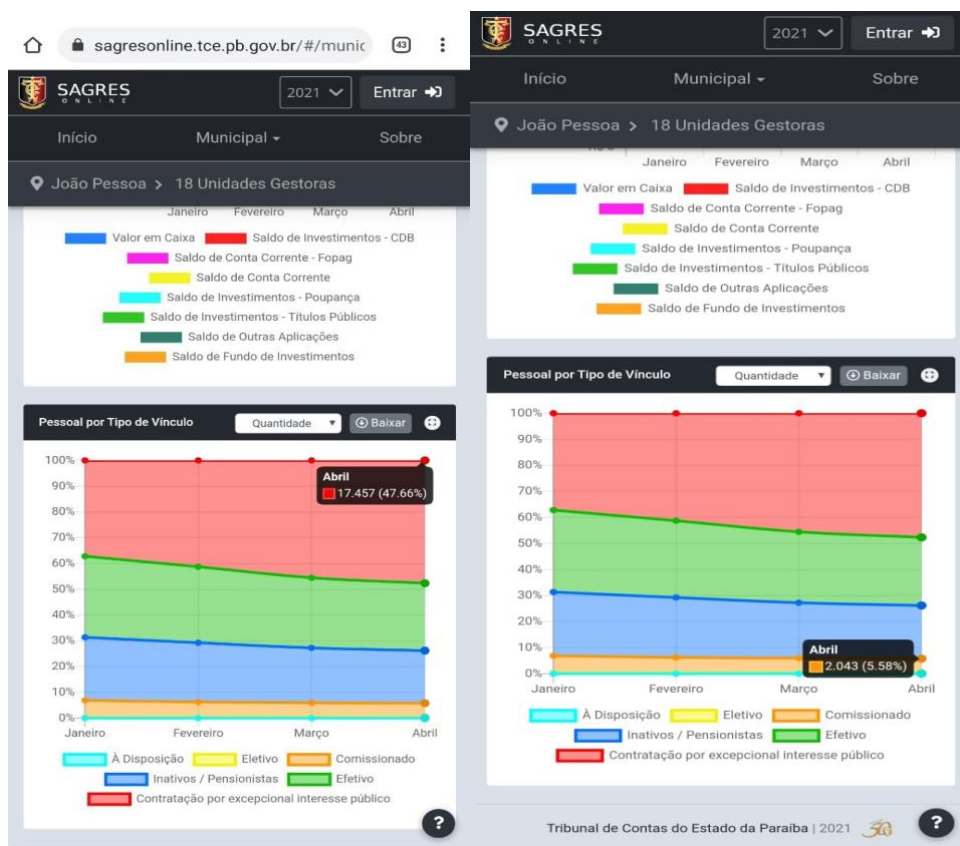 sagresonline.tce.pb.gov.br/#/munic
43
SAGRES
ONLINE
2021
Entrar
Início Municipal Sobre
João Pessoa > 18 Unidades Gestoras
Janeiro Fevereiro Março Abril
Valor em Caixa Saldo de Investimentos - CDB
Saldo de Conta Corrente - Fopag
Saldo de Conta Corrente
Saldo de Investimentos - Poupança
Saldo de Investimentos - Títulos Públicos
Saldo de Outras Aplicações
Saldo de Fundo de Investimentos
Pessoal por Tipo de Vínculo Quantidade Baixar
100%
90%
80%
70%
60%
50%
40%
30%
20%
10%
0%
Abril
17.457 (47.66%)
Janeiro Fevereiro Março Abril
À Disposição Eletivo Comissionado
Inativos / Pensionistas Efetivo
Contratação por excepcional interesse público
?
SAGRES
ONLINE
2021
Entrar
Início Municipal Sobre
João Pessoa > 18 Unidades Gestoras
Janeiro Fevereiro Março Abril
Valor em Caixa Saldo de Investimentos - CDB
Saldo de Conta Corrente - Fopag
Saldo de Conta Corrente
Saldo de Investimentos - Poupança
Saldo de Investimentos - Títulos Públicos
Saldo de Outras Aplicações
Saldo de Fundo de Investimentos
Pessoal por Tipo de Vínculo Quantidade Baixar
100%
90%
80%
70%
60%
50%
40%
30%
20%
10%
0%
Abril
2.043 (5.58%)
Janeiro Fevereiro Março Abril
À Disposição Eletivo Comissionado
Inativos / Pensionistas Efetivo
Contratação por excepcional interesse público
Tribunal de Contas do Estado da Paraíba | 2021
?